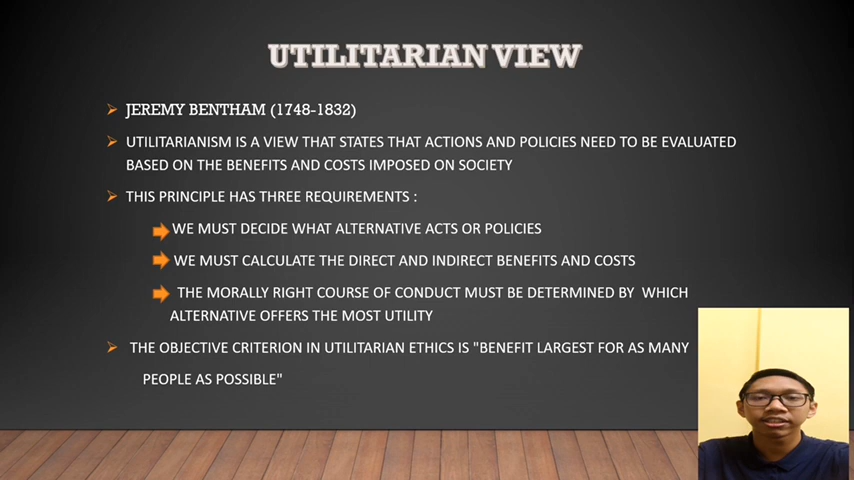 UTILITARIAN VIEW
JEREMY BENTHAM (1748-1832)
UTILITARIANISM IS A VIEW THAT STATES THAT ACTIONS AND POLICIES NEED TO BE EVALUATED
BASED ON THE BENEFITS AND COSTS IMPOSED ON SOCIETY
THIS PRINCIPLE HAS THREE REQUIREMENTS :
WE MUST DECIDE WHAT ALTERNATIVE ACTS OR POLICIES
WE MUST CALCULATE THE DIRECT AND INDIRECT BENEFITS AND COSTS
THE MORALLY RIGHT COURSE OF CONDUCT MUST BE DETERMINED BY WHICH
ALTERNATIVE OFFERS THE MOST UTILITY
THE OBJECTIVE CRITERION IN UTILITARIAN ETHICS IS "BENEFIT LARGEST FOR AS MANY
PEOPLE AS POSSIBLE"